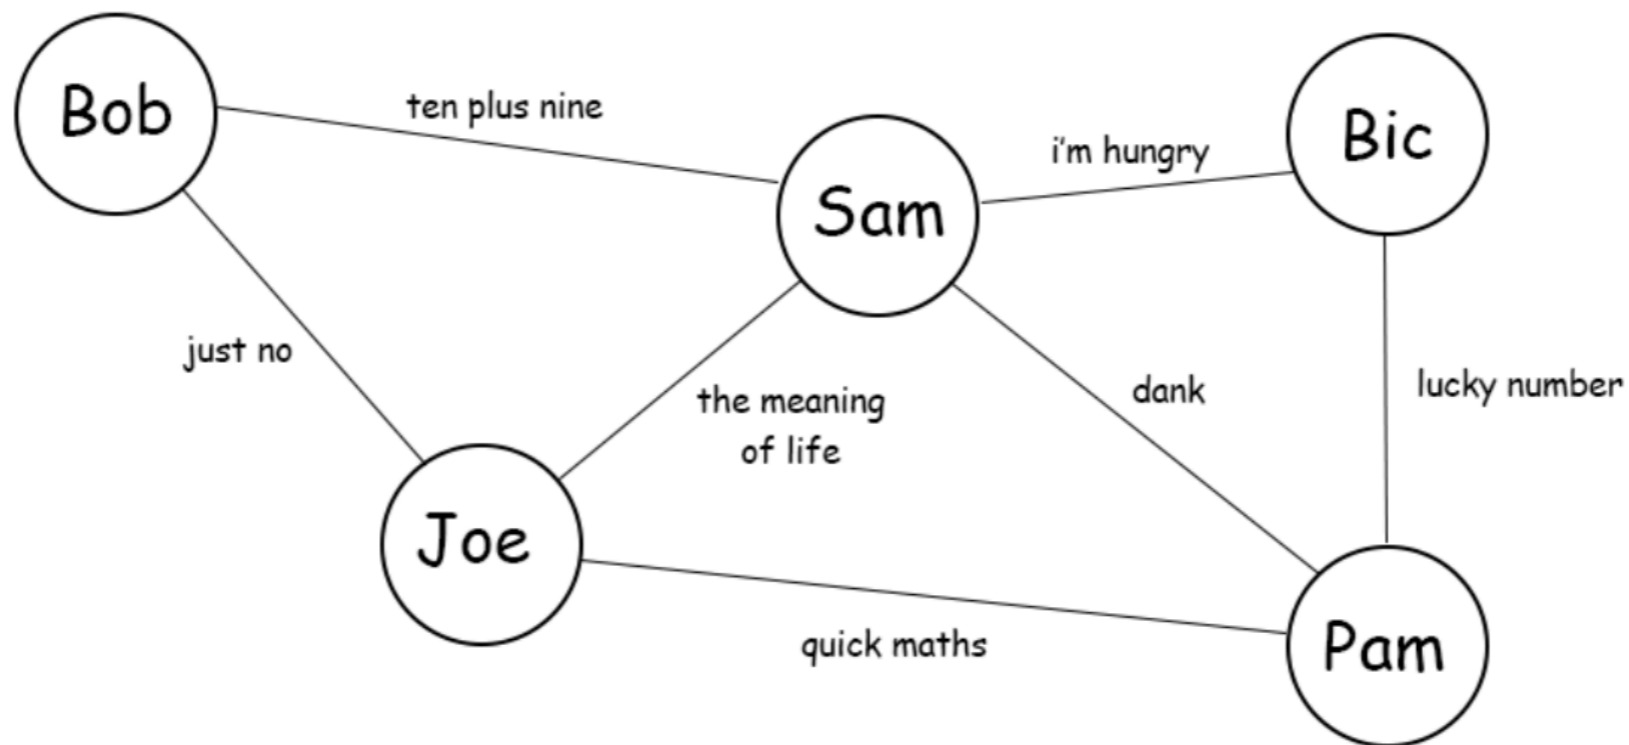 Bob
ten plus nine
Sam
i'm hungry
Bic
just no
the meaning
of life
dank
lucky number
Joe
quick maths
Pam